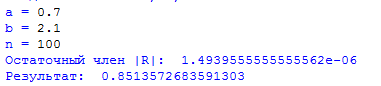 a = 0.7
b = 2.1
n = 100
Остаточный член |R|:  1.4939555555555562e-06
Результат:  0.8513572683591303